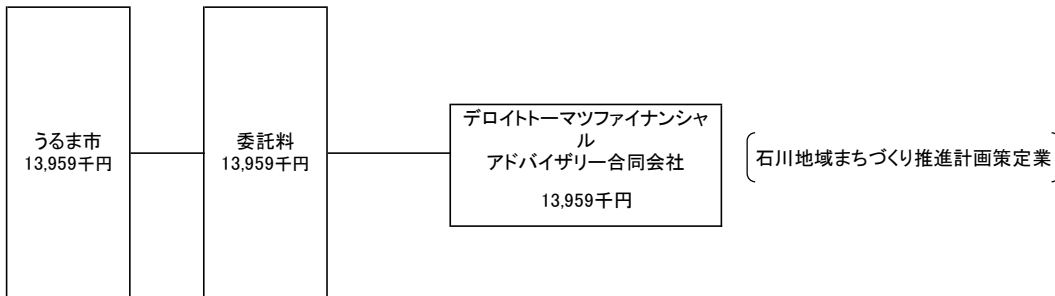 うるま市
13,959千円
委託料
13,959千円
デロイトトーマツファイナンシャ
ル
アドバイザリー合同会社
13,959千円
石川地域まちづくり推進計画策定業